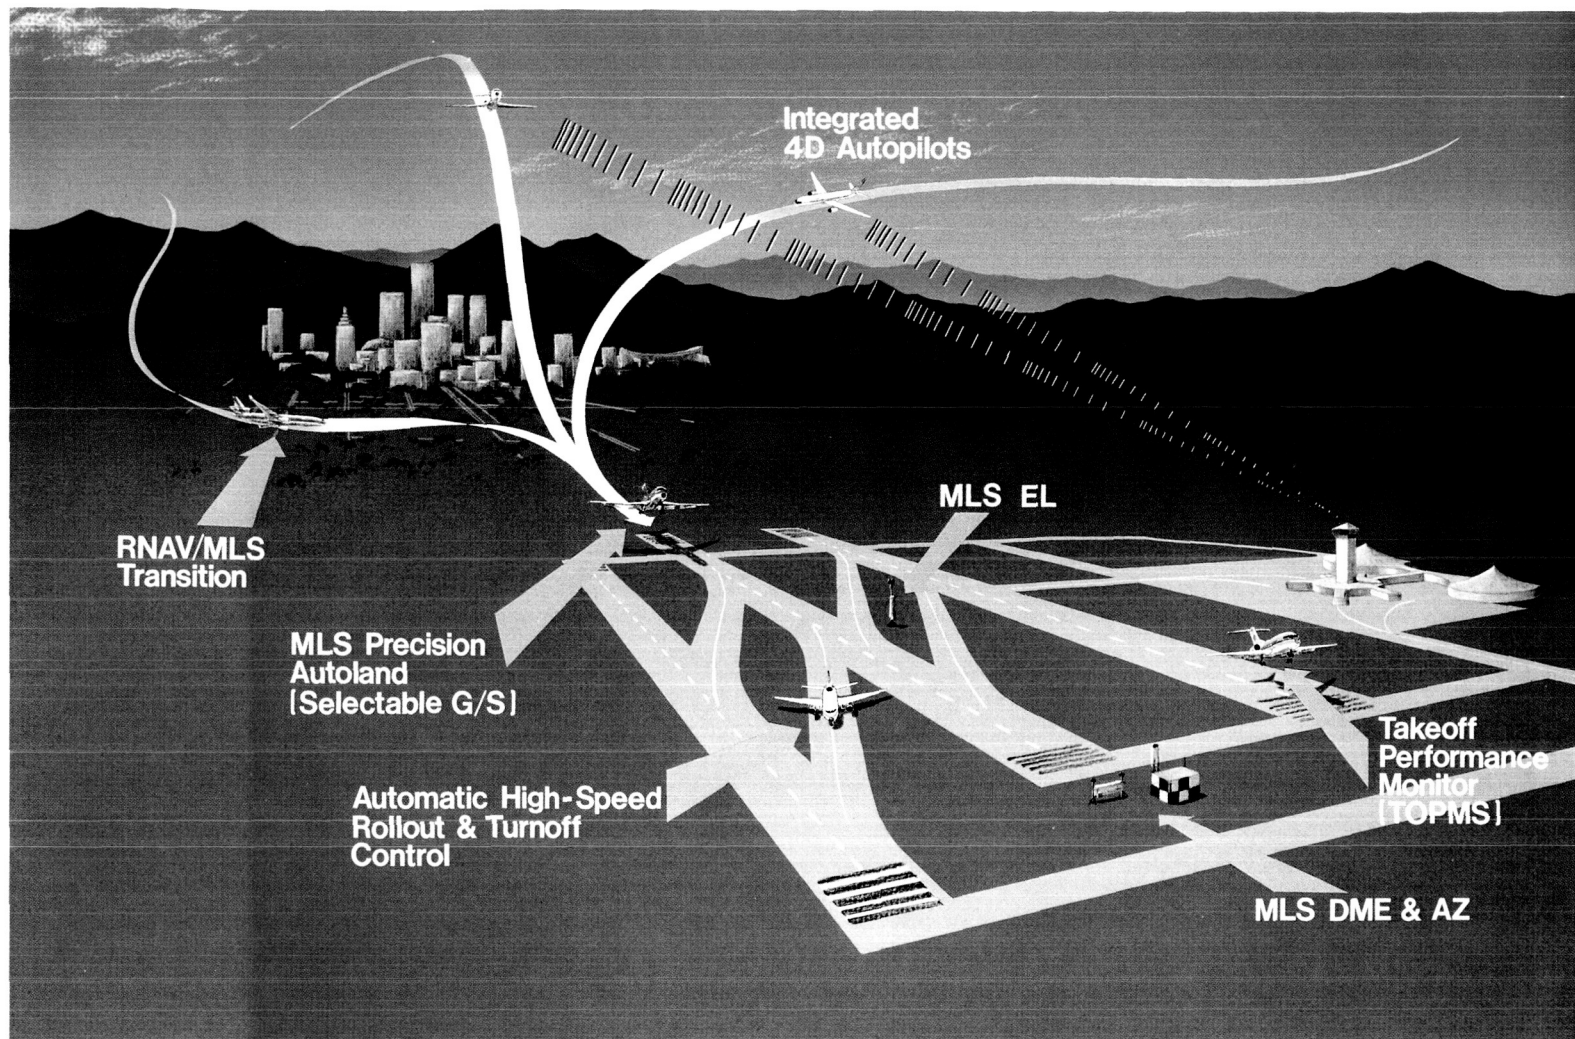 Integrated
4D Autopilots
MLS EL
RNAV/MLS
Transition
MLS Precision
Autoland
(Selectable G/S)
Takeoff
Performance
Monitor
(TOPMS)
Automatic High-Speed
Rollout & Turnoff
Control
MLS DME & AZ